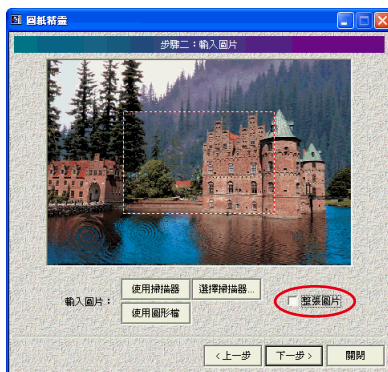 圖紙精靈
步驟二：輸入圖片
使用掃描器 選擇掃描器...
輸入圖片： 整張圖片
使用圖形檔
<上一步 下一步> 關閉